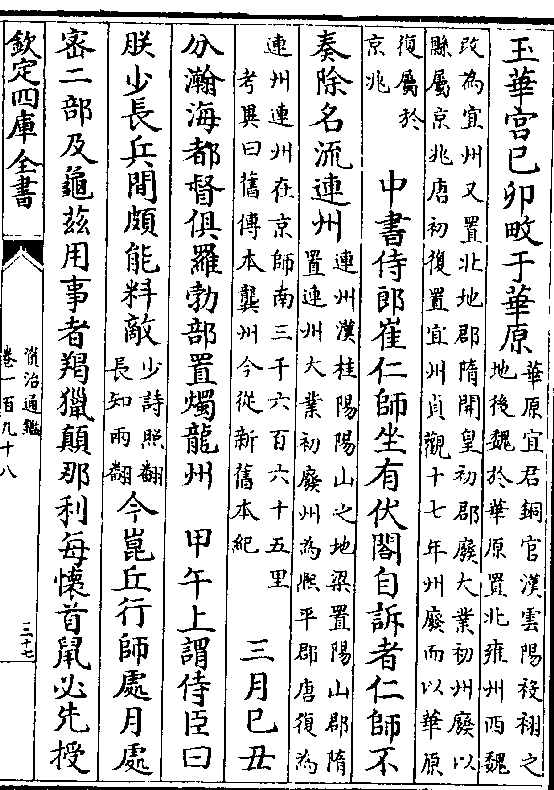 玉華宮巳卯畋于華原
華原宜君銅官漢雲陽祋祤之
地後魏於華原置北雍州西魏
改為宜州又置北地郡隋開皇初郡廢大業初州廢以
縣屬京兆唐初復置宜州貞觀十七年州廢而以華原
復屬於
京兆
中書侍郎崔仁師坐有伏閤自訴者仁師不
奏除名流連州
連州漢桂陽陽山之地梁置陽山郡隋
置連州大業初廢州為熙平郡唐復為
連州連州在京師南三千六百六十五里
考異曰舊傳本龔州今從新舊本紀
三月巳丑
分瀚海都督俱羅勃部置燭龍州 甲午上謂侍臣曰
朕少長兵間頗能料敵
少詩照翻
長知兩翻
今崑丘行師處月處
密二部及龜茲用事者羯獵顛那利每懷首鼠必先授
欽定四庫全書
資治通鑑
卷一百九十八
三十七